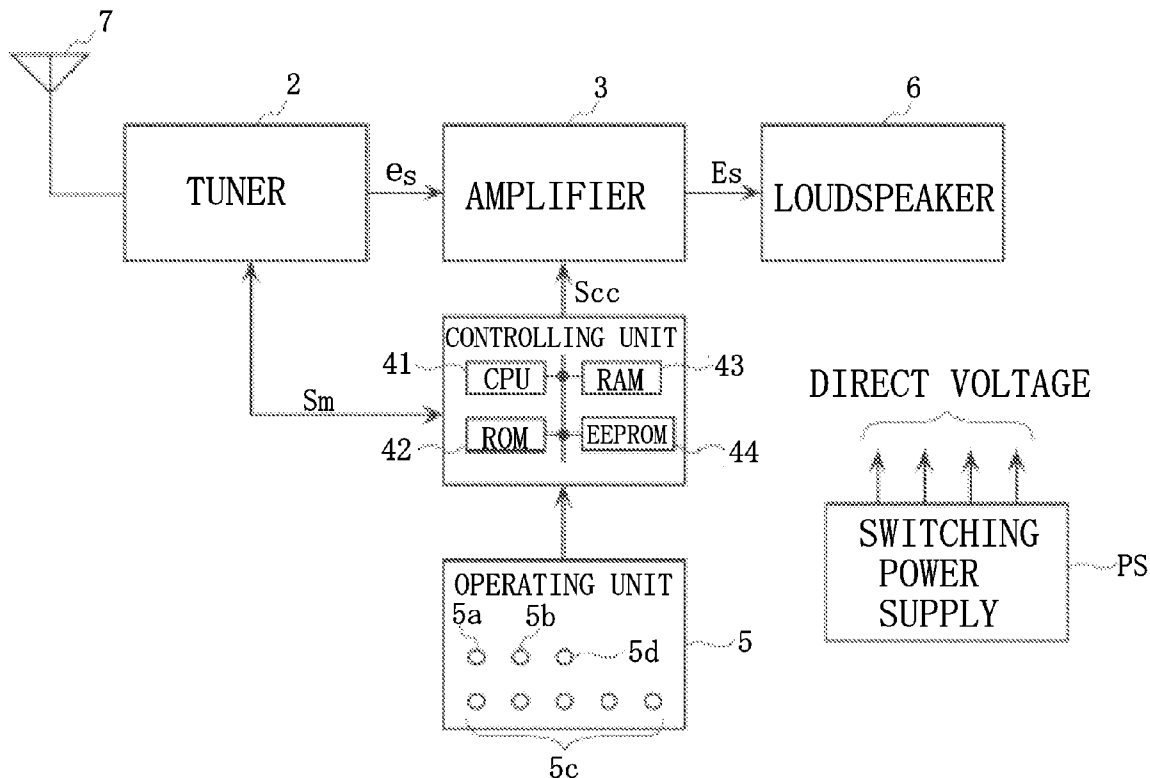 7
2
3
6
TUNER
es
AMPLIFIER
Es
LOUDSPEAKER
Scc
CONTROLLING UNIT
41
CPU
RAM
43
Sm
42
ROM
EEPROM
44
DIRECT VOLTAGE
SWITCHING
POWER
SUPPLY
PS
OPERATING UNIT
5a
5b
5d
5
5c